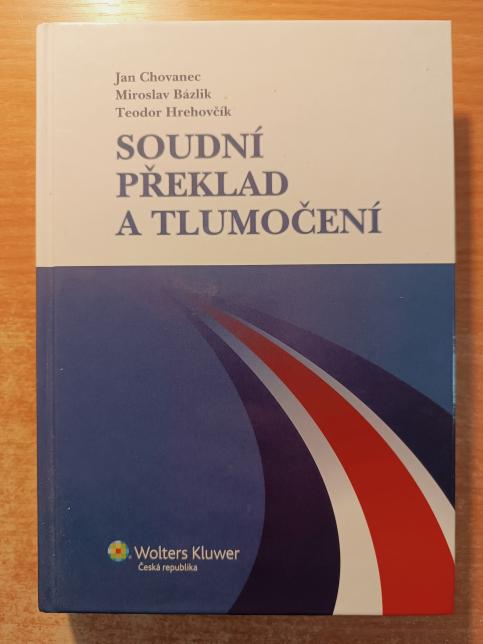 Jan Chovanec
Miroslav Bázlik
Teodor Hrehovčík
SOUDNÍ
PŘEKLAD
A TLUMOČENÍ
Wolters Kluwer
Česká republika